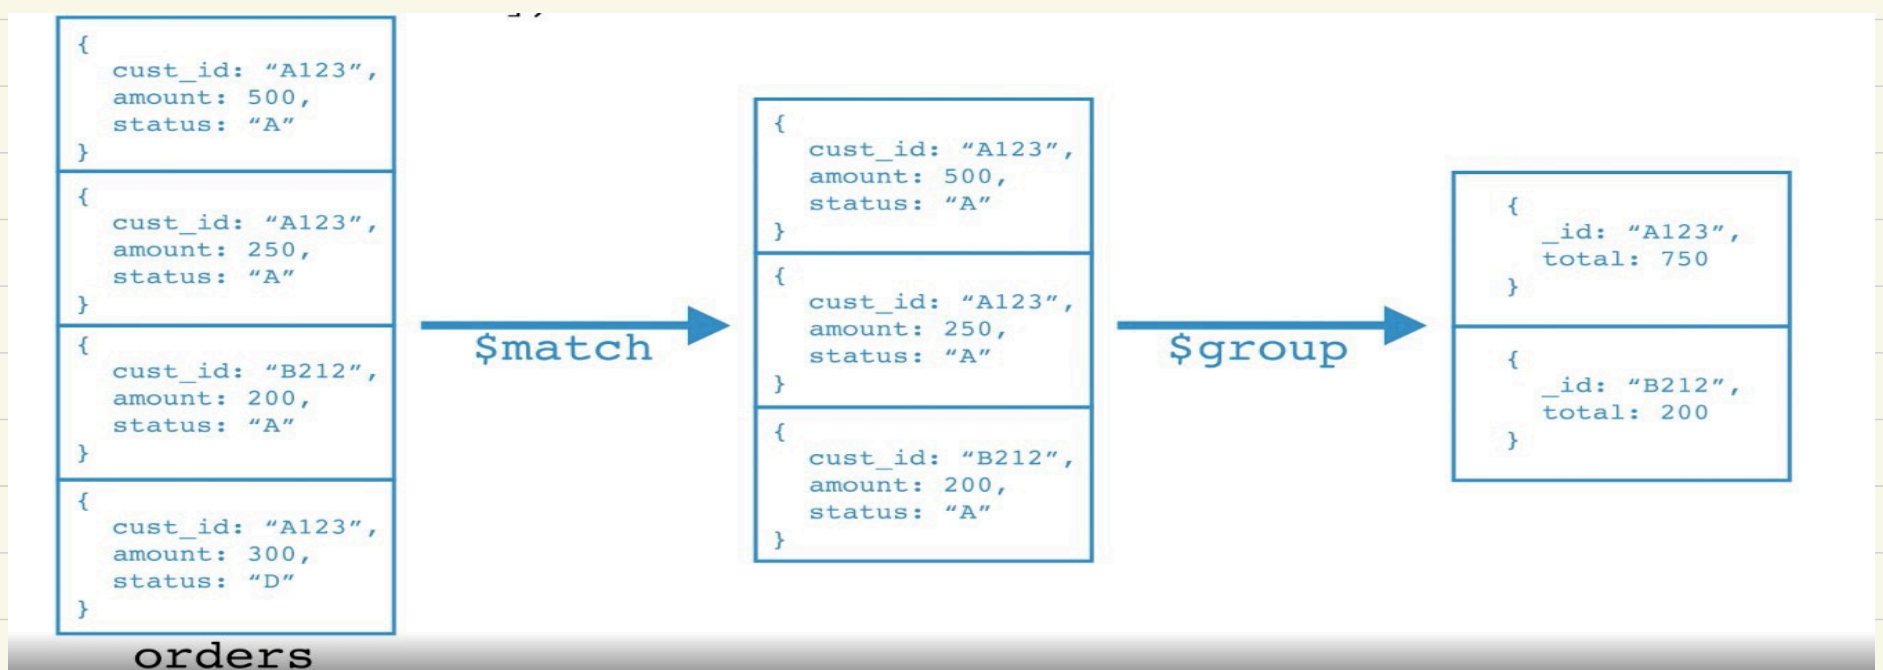 {
cust_id: “A123”,
amount: 500,
status: “A”
}
{
cust_id: “A123”,
amount: 250,
status: “A”
}
{
cust_id: “B212”,
amount: 200,
status: “A”
}
{
cust_id: “A123”,
amount: 300,
status: “D”
}
orders
$match
{
cust_id: “A123”,
amount: 500,
status: “A”
}
{
cust_id: “A123”,
amount: 250,
status: “A”
}
{
cust_id: “B212”,
amount: 200,
status: “A”
}
$group
{
_id: “A123”,
total: 750
}
{
_id: “B212”,
total: 200
}